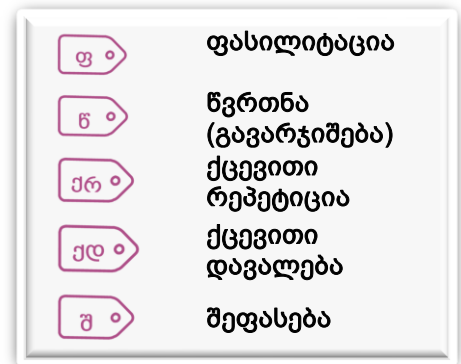 ფ ფასილიტაცია
წ წვრთნა
(გავარჯიშება)
ქრ ქცევითი
რეპეტიცია
ქდ ქცევითი
დავალება
შ შეფასება